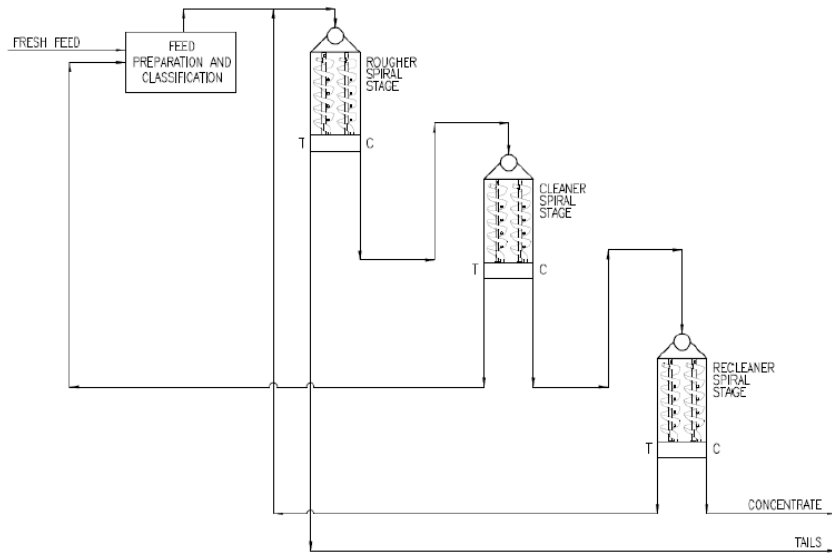 FRESH FEED
FEED
PREPARATION AND
CLASSIFICATION
ROUGHER
SPIRAL
STAGE
T
C
CLEANER
SPIRAL
STAGE
T
C
RECLEANER
SPIRAL
STAGE
T
C
CONCENTRATE
TAILS